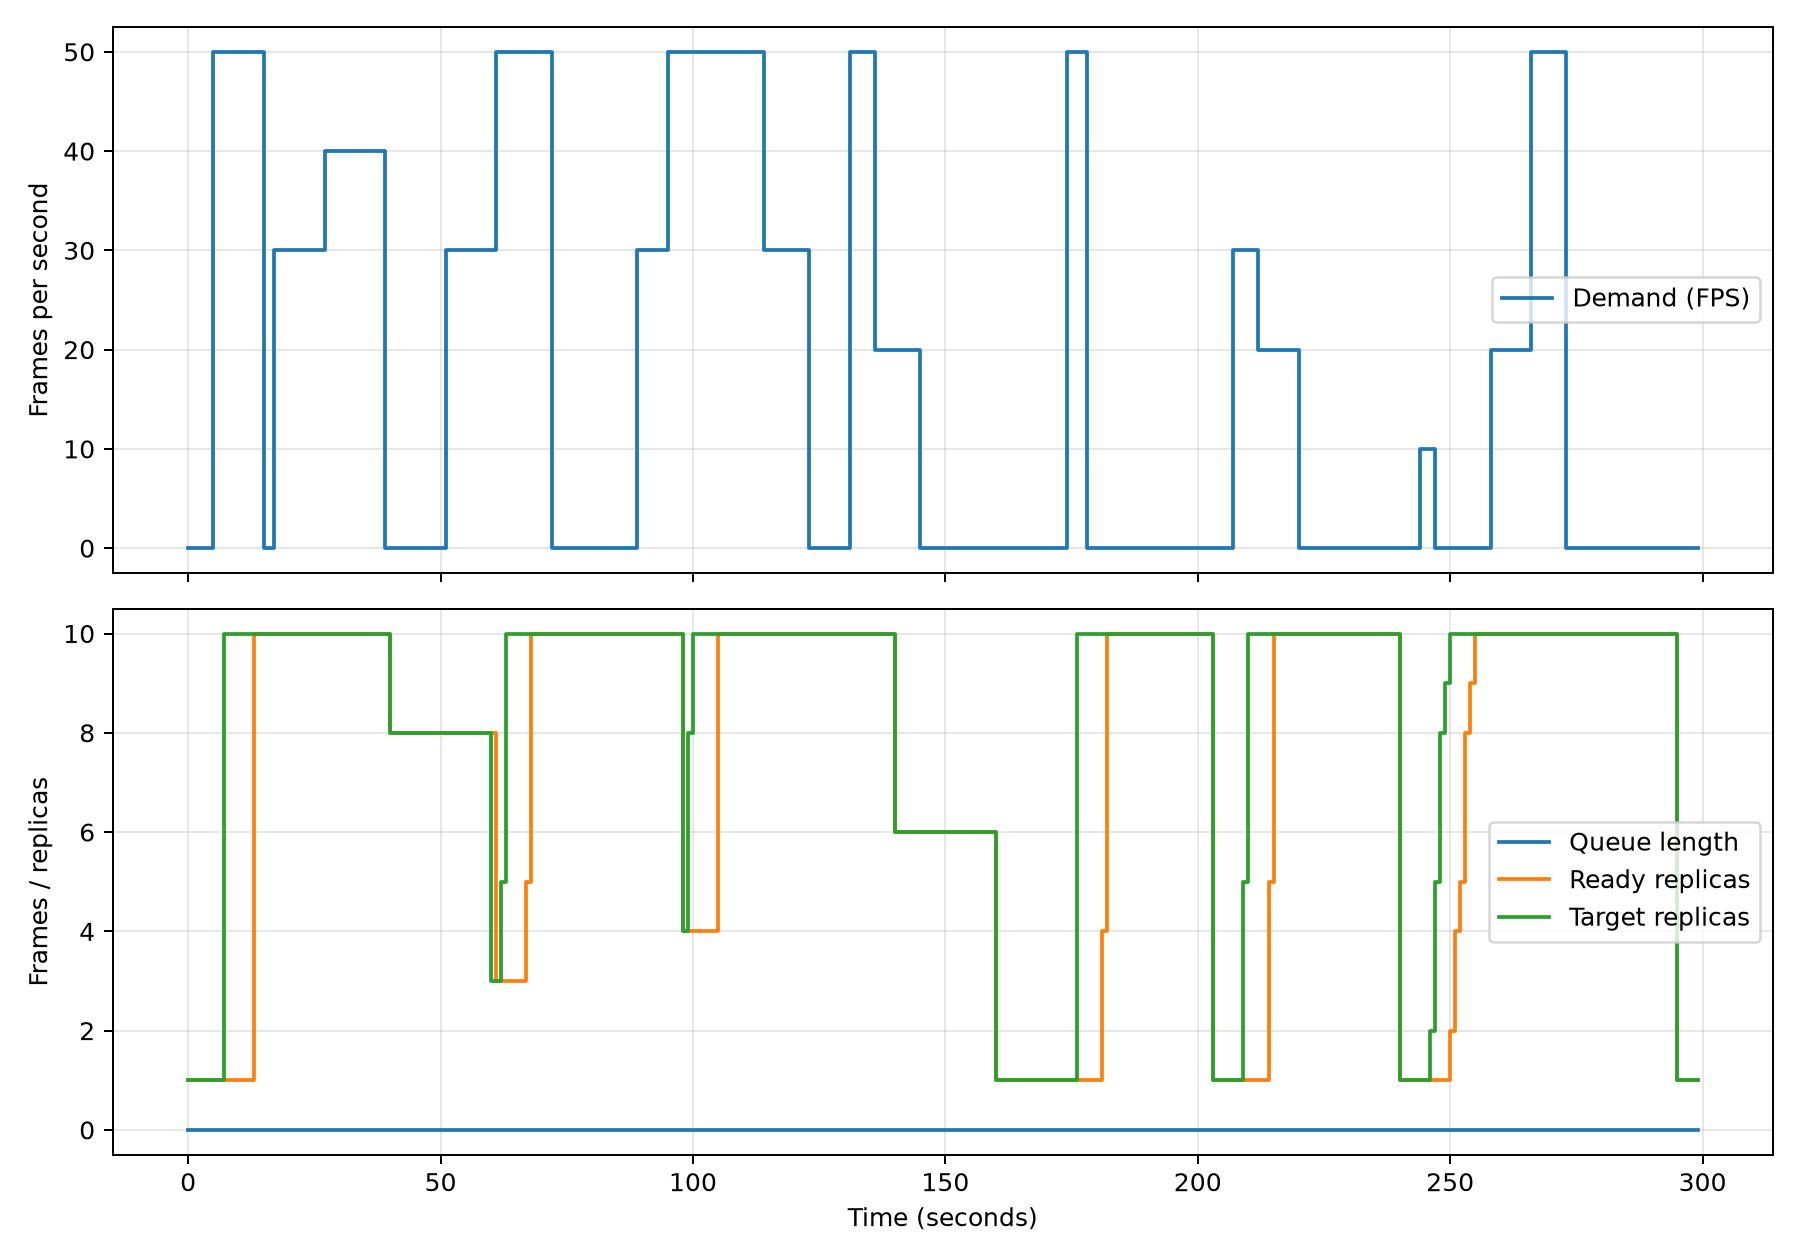 50
40
30
20
10
0
Frames per second
Demand (FPS)
10
8
6
4
2
0
Frames / replicas
Queue length
Ready replicas
Target replicas
0 50 100 150 200 250 300
Time (seconds)